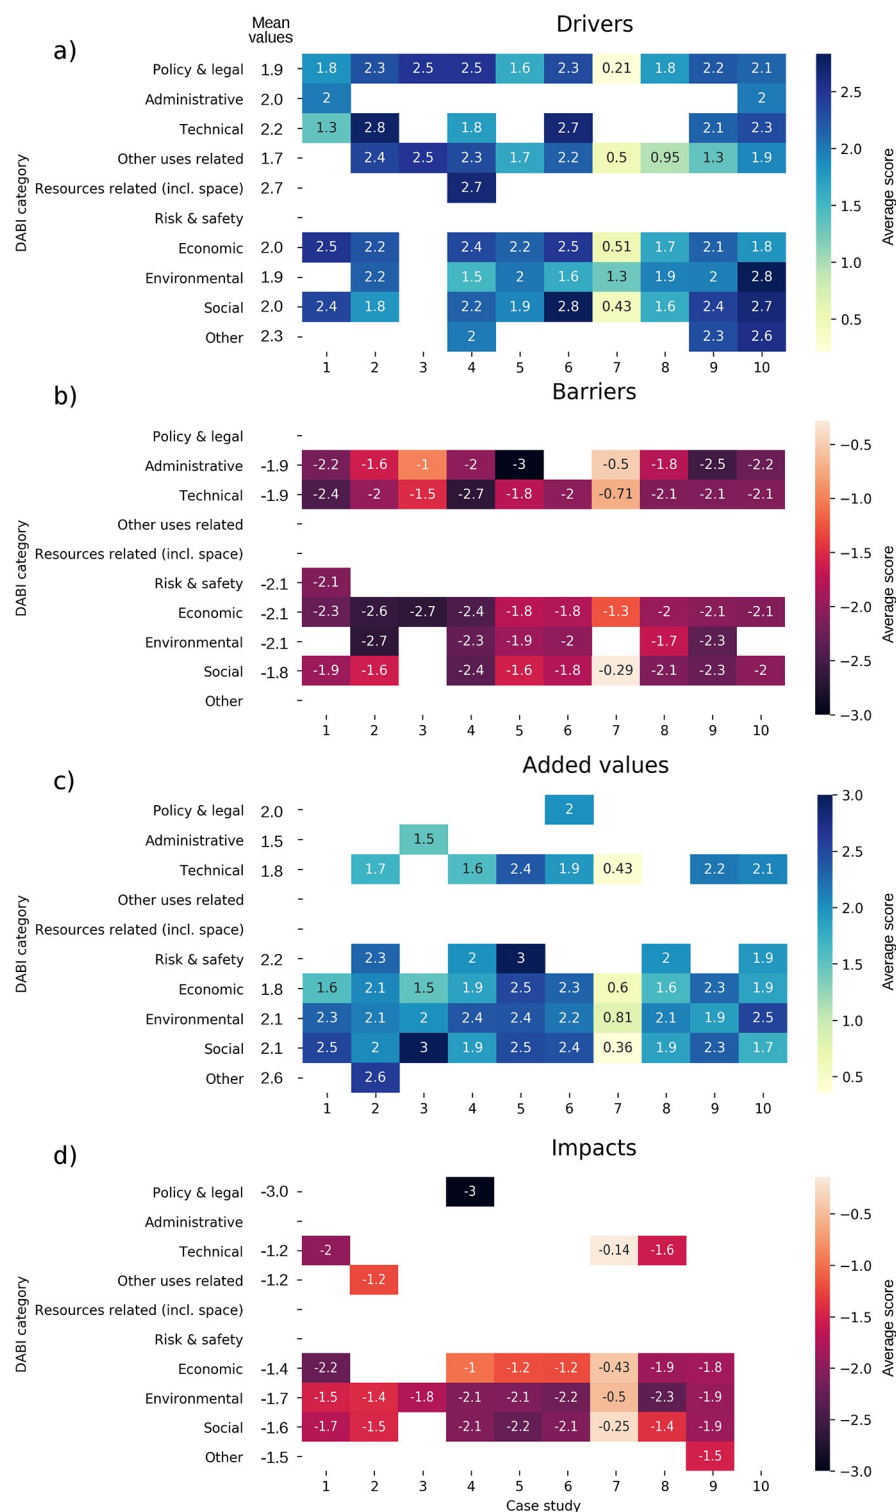 Mean
values
Drivers
a)
Policy & legal 1.9 1.8 2.3 2.5 2.5 1.6 2.3 0.21 1.8 2.2 2.1
Administrative 2.0 2 2
Technical 2.2 1.3 2.8 1.8 2.7 2.1 2.3
Other uses related 1.7 2.4 2.5 2.3 1.7 2.2 0.5 0.95 1.3 1.9
Resources related (incl. space) 2.7 2.7
Risk & safety
Economic 2.0 2.5 2.2 2.4 2.2 2.5 0.51 1.7 2.1 1.8
Environmental 1.9 2.2 1.5 2 1.6 1.3 1.9 2 2.8
Social 2.0 2.4 1.8 2.2 1.9 2.8 0.43 1.6 2.4 2.7
Other 2.3 2 2.3 2.6
1 2 3 4 5 6 7 8 9 10
DABI category
2.5
2.0
1.5
1.0
0.5
Average score
b)
Barriers
Policy & legal
Administrative -1.9 -2.2 -1.6 -1 -2 -3 -0.5 -1.8 -2.5 -2.2
Technical -1.9 -2.4 -2 -1.5 -2.7 -1.8 -2 -0.71 -2.1 -2.1 -2.1
Other uses related
Resources related (incl. space)
Risk & safety -2.1 -2.1
Economic -2.1 -2.3 -2.6 -2.7 -2.4 -1.8 -1.8 -1.3 -2 -2.1 -2.1
Environmental -2.1 -2.7 -2.3 -1.9 -2 -1.7 -2.3
Social -1.8 -1.9 -1.6 -2.4 -1.6 -1.8 -0.29 -2.1 -2.3 -2
Other
1 2 3 4 5 6 7 8 9 10
DABI category
−0.5
−1.0
−1.5
−2.0
−2.5
−3.0
Average score
c)
Added values
Policy & legal 2.0 2
Administrative 1.5 1.5
Technical 1.8 1.7 1.6 2.4 1.9 0.43 2.2 2.1
Other uses related
Resources related (incl. space)
Risk & safety 2.2 2.3 2 3 2 1.9
Economic 1.8 1.6 2.1 1.5 1.9 2.5 2.3 0.6 1.6 2.3 1.9
Environmental 2.1 2.3 2.1 2 2.4 2.4 2.2 0.81 2.1 1.9 2.5
Social 2.1 2.5 2 3 1.9 2.5 2.4 0.36 1.9 2.3 1.7
Other 2.6 2.6
1 2 3 4 5 6 7 8 9 10
DABI category
3.0
2.5
2.0
1.5
1.0
0.5
Average score
d)
Impacts
Policy & legal -3.0 -3
Administrative
Technical -1.2 -2 -0.14 -1.6
Other uses related -1.2 -1.2
Resources related (incl. space)
Risk & safety
Economic -1.4 -2.2 -1 -1.2 -1.2 -0.43 -1.9 -1.8
Environmental -1.7 -1.5 -1.4 -1.8 -2.1 -2.1 -2.2 -0.5 -2.3 -1.9
Social -1.6 -1.7 -1.5 -2.1 -2.2 -2.1 -0.25 -1.4 -1.9
Other -1.5 -1.5
1 2 3 4 5 6 7 8 9 10
Case study
DABI category
−0.5
−1.0
−1.5
−2.0
−2.5
−3.0
Average score